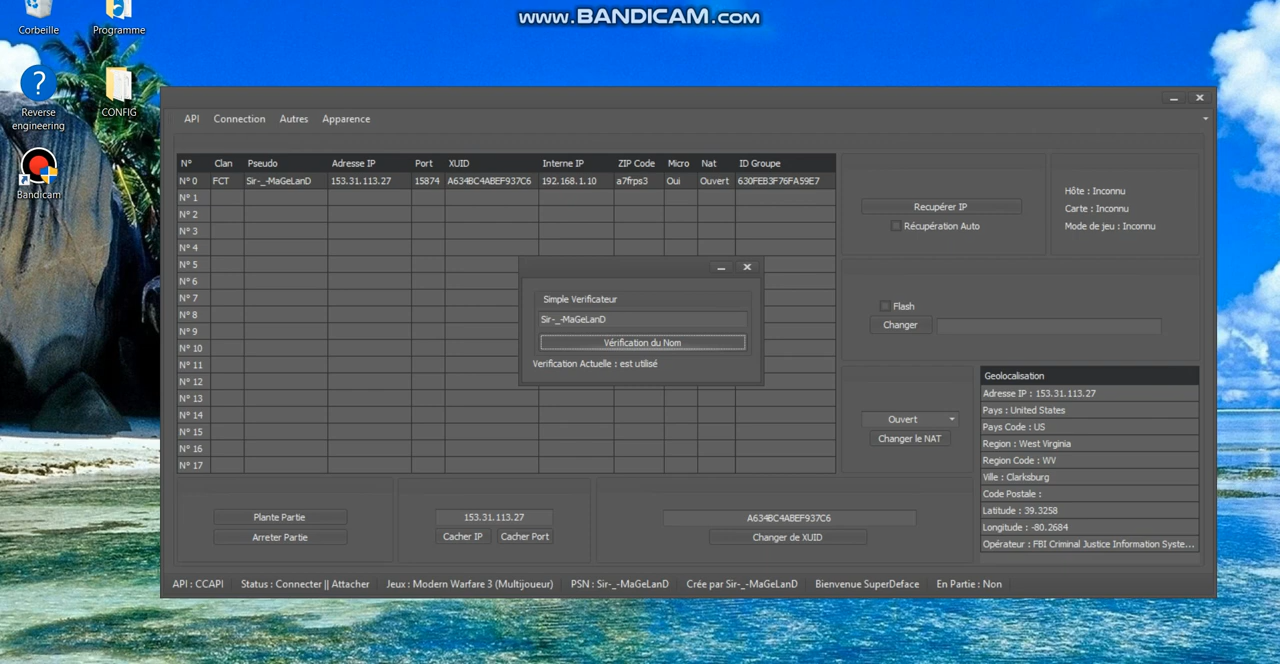 www.BANDICAM.com
Corbeille
Programme
Reverse
engineering
CONFIG
Bandicam
API Connection Autres Apparence
N° Clan Pseudo Adresse IP Port XUID Interne IP ZIP Code Micro Nat ID Groupe
N° 0 FCT Sir-_-MaGeLanD 153.31.113.27 15874 A634BC4ABEF937C6 192.168.1.10 a7frps3 Oui Ouvert 630FEB3F76FA59E7
N° 1
N° 2
N° 3
N° 4
N° 5
N° 6
N° 7
N° 8
N° 9
N° 10
N° 11
N° 12
N° 13
N° 14
N° 15
N° 16
N° 17
Simple Verificateur
Sir-_-MaGeLanD
Vérification du Nom
Verification Actuelle : est utilisé
Recupérer IP
Récupération Auto
Hôte : Inconnu
Carte : Inconnu
Mode de jeu : Inconnu
Flash
Changer
Ouvert
Changer le NAT
Geolocalisation
Adresse IP : 153.31.113.27
Pays : United States
Pays Code : US
Region : West Virginia
Region Code : WV
Ville : Clarksburg
Code Postale :
Latitude : 39.3258
Longitude : -80.2684
Opérateur : FBI Criminal Justice Information Syste...
Plante Partie
Arreter Partie
153.31.113.27
Cacher IP Cacher Port
A634BC4ABEF937C6
Changer de XUID
API : CCAPI Status : Connecter || Attacher Jeux : Modern Warfare 3 (Multijoueur) PSN : Sir-_-MaGeLanD Crée par Sir-_-MaGeLanD Bienvenue SuperDeface En Partie : Non